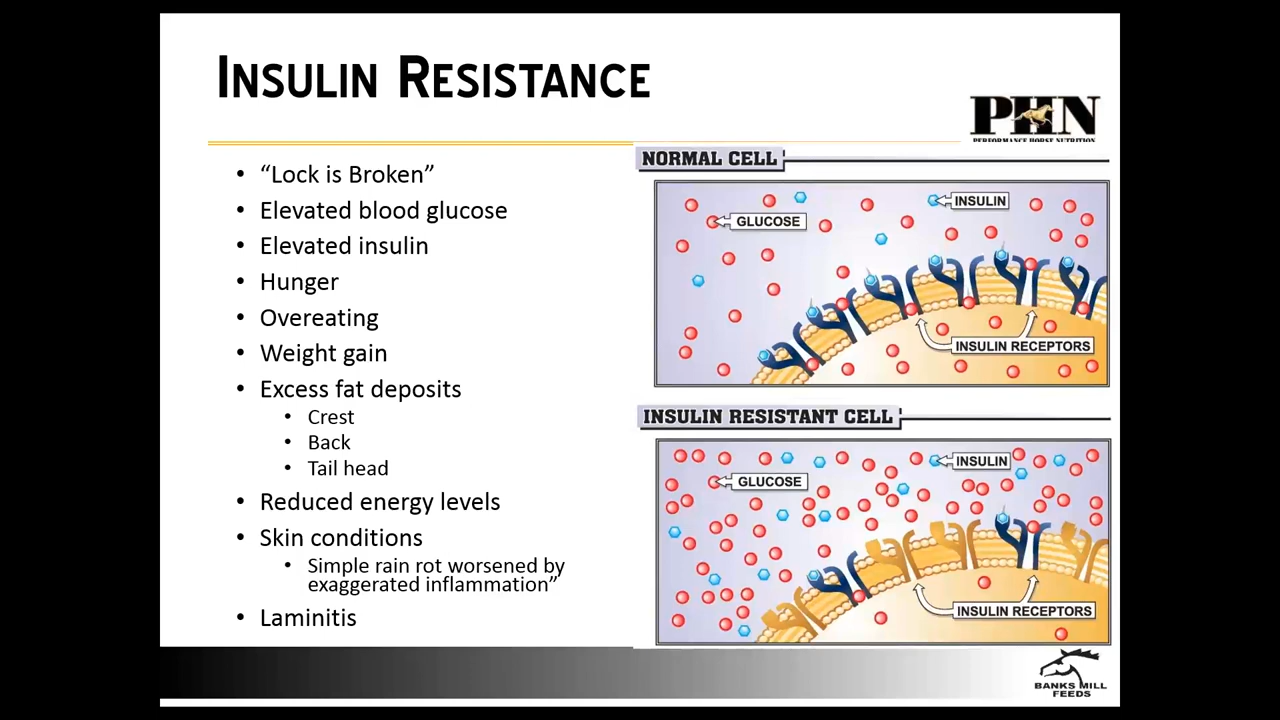 INSULIN RESISTANCE
PHN
PERFORMANCE HORSE NUTRITION
• “Lock is Broken”
• Elevated blood glucose
• Elevated insulin
• Hunger
• Overeating
• Weight gain
• Excess fat deposits
• Crest
• Back
• Tail head
• Reduced energy levels
• Skin conditions
• Simple rain rot worsened by
exaggerated inflammation”
• Laminitis
NORMAL CELL
INSULIN
GLUCOSE
INSULIN RECEPTORS
INSULIN RESISTANT CELL
INSULIN
GLUCOSE
INSULIN RECEPTORS
BANKS MILL
FEEDS